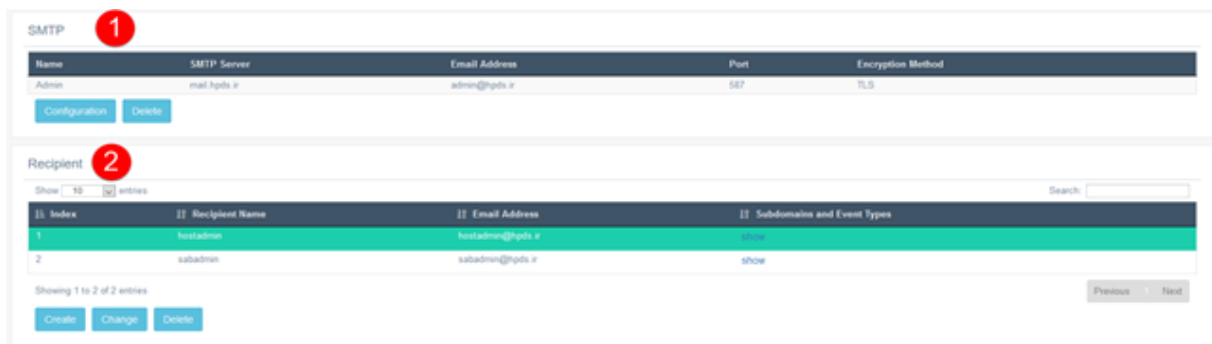 SMTP 1
Name SMTP Server Email Address Port Encryption Method
Admin mail.hpds.ir admin@hpds.ir 587 TLS
Configuration Delete
Recipient 2
Show 10 entries Search:
Index Recipient Name Email Address Subdomains and Event Types
1 hostadmin hostadmin@hpds.ir show
2 sabadmin sabadmin@hpds.ir show
Showing 1 to 2 of 2 entries Previous 1 Next
Create Change Delete